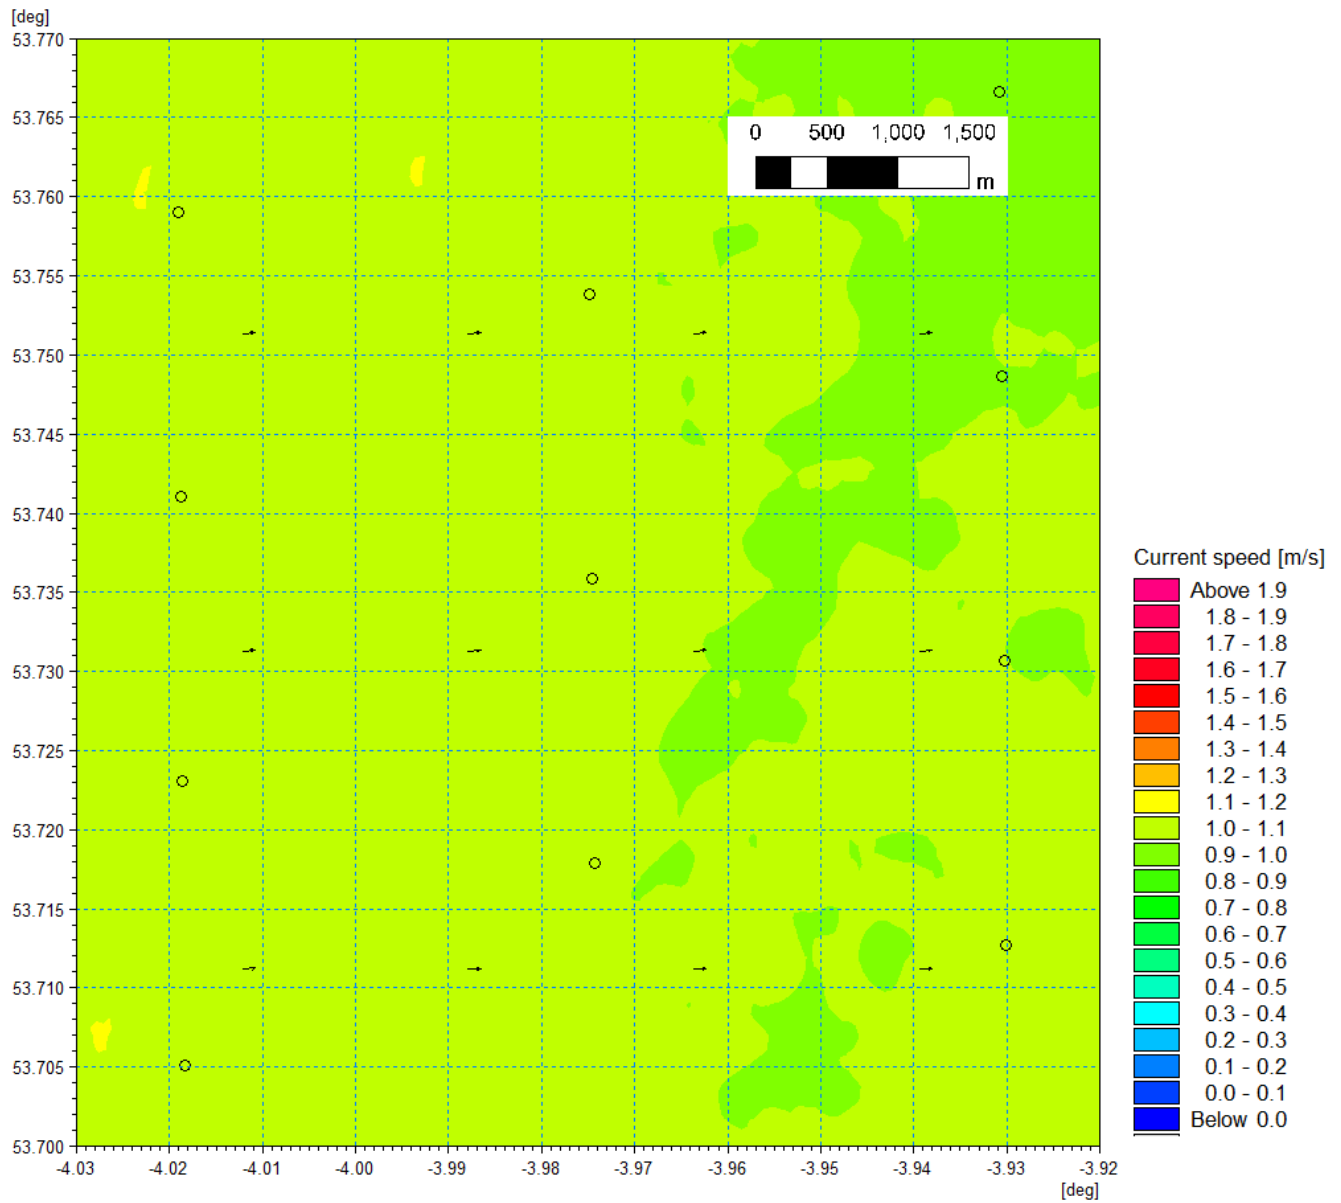 [deg]
53.770
53.765
53.760
53.755
53.750
53.745
53.740
53.735
53.730
53.725
53.720
53.715
53.710
53.705
53.700
0 500 1,000 1,500
m
-4.03 -4.02 -4.01 -4.00 -3.99 -3.98 -3.97 -3.96 -3.95 -3.94 -3.93 -3.92
[deg]
Current speed [m/s]
Above 1.9
1.8 - 1.9
1.7 - 1.8
1.6 - 1.7
1.5 - 1.6
1.4 - 1.5
1.3 - 1.4
1.2 - 1.3
1.1 - 1.2
1.0 - 1.1
0.9 - 1.0
0.8 - 0.9
0.7 - 0.8
0.6 - 0.7
0.5 - 0.6
0.4 - 0.5
0.3 - 0.4
0.2 - 0.3
0.1 - 0.2
0.0 - 0.1
Below 0.0